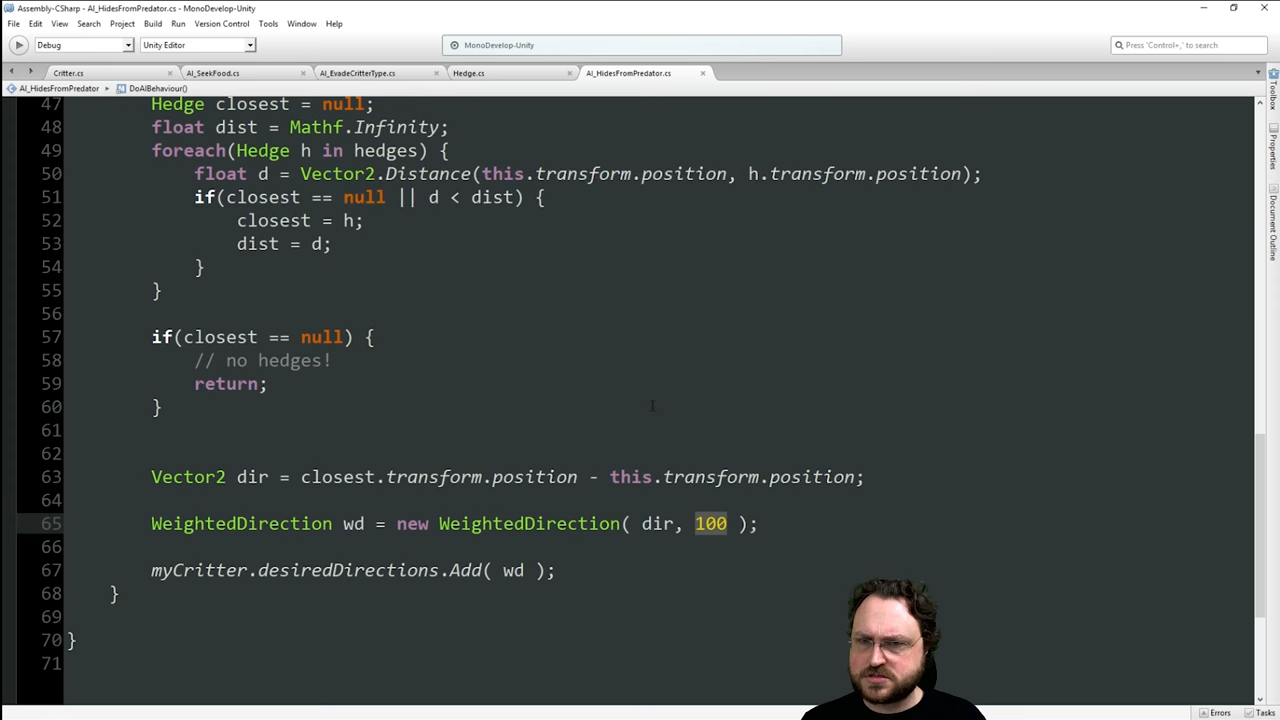 Assembly-CSharp - AI_HidesFromPredator.cs - MonoDevelop-Unity
File Edit View Search Project Build Run Version Control Tools Window Help
Debug Unity Editor MonoDevelop-Unity Press 'Control+,' to search
Critter.cs AI_SeekFood.cs AI_EvadeCritterType.cs Hedge.cs AI_HidesFromPredator.cs
AI_HidesFromPredator DoAIBehaviour()
47 Hedge closest = null;
48 float dist = Mathf.Infinity;
49 foreach(Hedge h in hedges) {
50 float d = Vector2.Distance(this.transform.position, h.transform.position);
51 if(closest == null || d < dist) {
52 closest = h;
53 dist = d;
54 }
55 }
56
57 if(closest == null) {
58 // no hedges!
59 return;
60 }
61
62
63 Vector2 dir = closest.transform.position - this.transform.position;
64
65 WeightedDirection wd = new WeightedDirection( dir, 100 );
66
67 myCritter.desiredDirections.Add( wd );
68 }
69
70 }
71
Toolbox
Properties
Document Outline
Errors Tasks